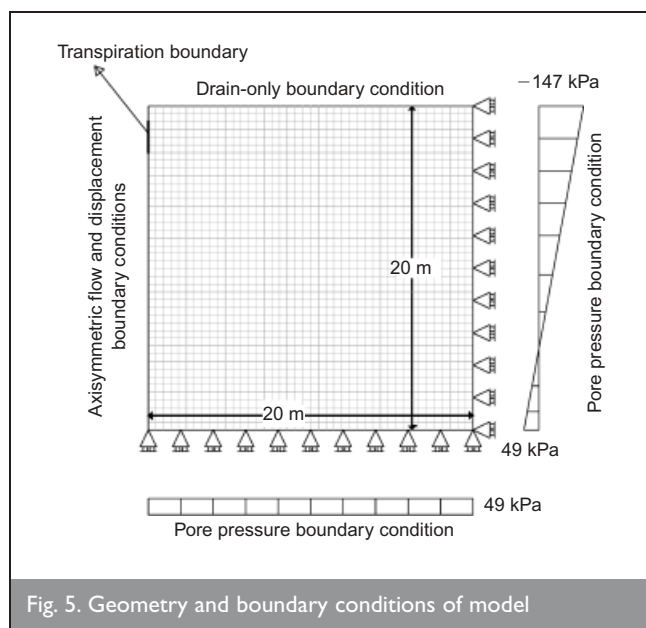 Transpiration boundary
Drain-only boundary condition
−147 kPa
Axisymmetric flow and displacement
boundary conditions
20 m
20 m
Pore pressure boundary condition
49 kPa
49 kPa
Pore pressure boundary condition
Fig. 5. Geometry and boundary conditions of model